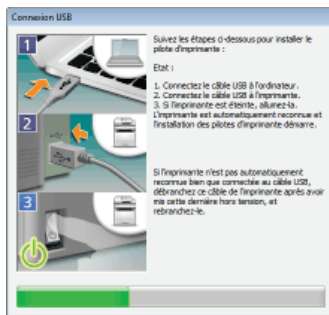 Connexion USB
1
Suivez les étapes ci-dessous pour installer le
pilote d'imprimante :
Etat :
1. Connectez le câble USB à l'ordinateur.
2. Connectez le câble USB à l'imprimante.
3. Si l'imprimante est éteinte, allumez-la.
L'imprimante est automatiquement reconnue et
l'installation des pilotes d'imprimante démarre.
2
Si l'imprimante n'est pas automatiquement
reconnue bien que connectée au câble USB,
débranchez ce câble de l'imprimante après avoir
mis cette dernière hors tension, et
rebranchez-le.
3